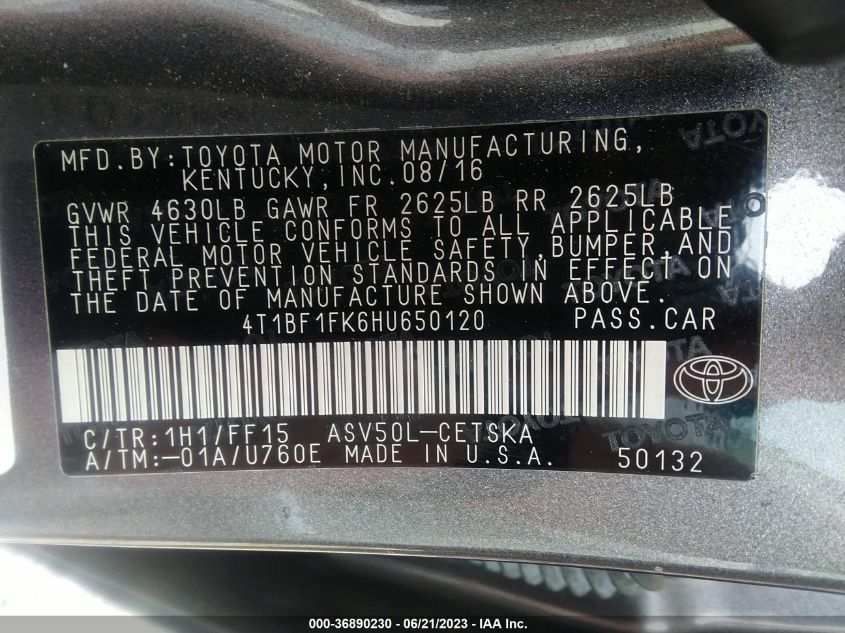 MFD.BY:TOYOTA MOTOR MANUFACTURING,
KENTUCKY,INC.08/16
GVWR 4630LB GAWR FR 2625LB RR 2625LB
THIS VEHICLE CONFORMS TO ALL APPLICABLE
FEDERAL MOTOR VEHICLE SAFETY,BUMPER,AND
THEFT PREVENTION STANDARDS IN EFFECT ON
THE DATE OF MANUFACTURE SHOWN ABOVE.
4T1BF1FK6HU650120 PASS.CAR
C/TR:1H1/FF15 ASV50L-CETSKA
A/TM:-01A/U760E MADE IN U.S.A. 50132
000-36890230 - 06/21/2023 - IAA Inc.